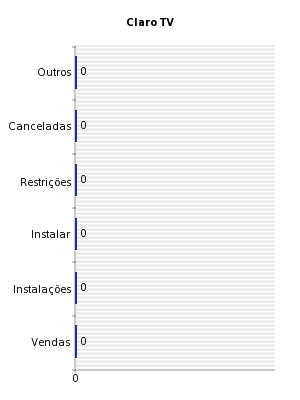 Claro TV
Outros 0
Canceladas 0
Restrições 0
Instalar 0
Instalações 0
Vendas 0
0